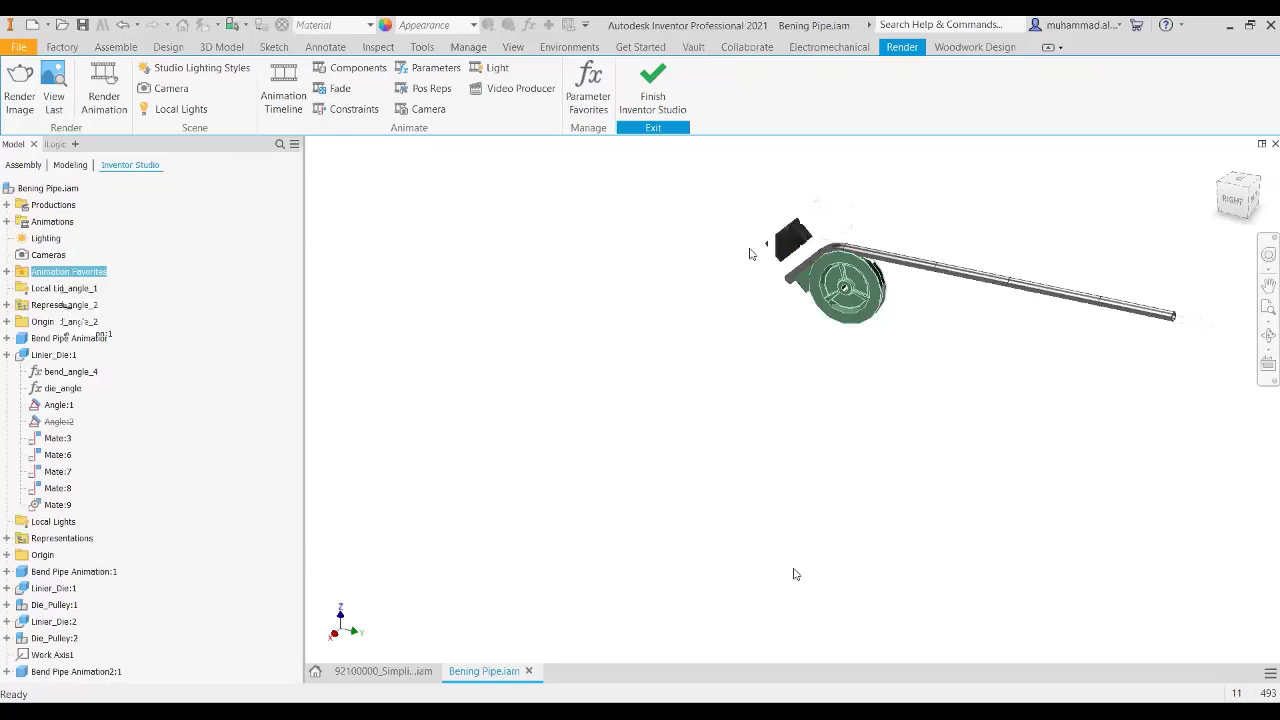 Material
Appearance
Autodesk Inventor Professional 2021
Bening Pipe.iam
Search Help & Commands...
muhammad.al...
File
Factory
Assemble
Design
3D Model
Sketch
Annotate
Inspect
Tools
Manage
View
Environments
Get Started
Vault
Collaborate
Electromechanical
Render
Woodwork Design
Render Image
View Last
Render Animation
Studio Lighting Styles
Camera
Local Lights
Animation Timeline
Components
Fade
Constraints
Parameters
Pos Reps
Camera
Light
Video Producer
fx
Parameter Favorites
Finish Inventor Studio
Render
Scene
Animate
Manage
Exit
Model
iLogic
Assembly
Modeling
Inventor Studio
Bening Pipe.iam
Productions
Animations
Lighting
Cameras
Animation Favorites
angle_1
angle_2
Origin
angle_2
Bend Pipe Animation
Linier_Die:1
fx bend_angle_4
fx die_angle
Angle:1
Angle:2
Mate:3
Mate:6
Mate:7
Mate:8
Mate:9
Local Lights
Representations
Origin
Bend Pipe Animation:1
Linier_Die:1
Die_Pulley:1
Linier_Die:2
Die_Pulley:2
Work Axis1
Bend Pipe Animation2:1
RIGHT
Z
X
Y
92100000_Simpli...iam
Bening Pipe.iam
Ready
11
493